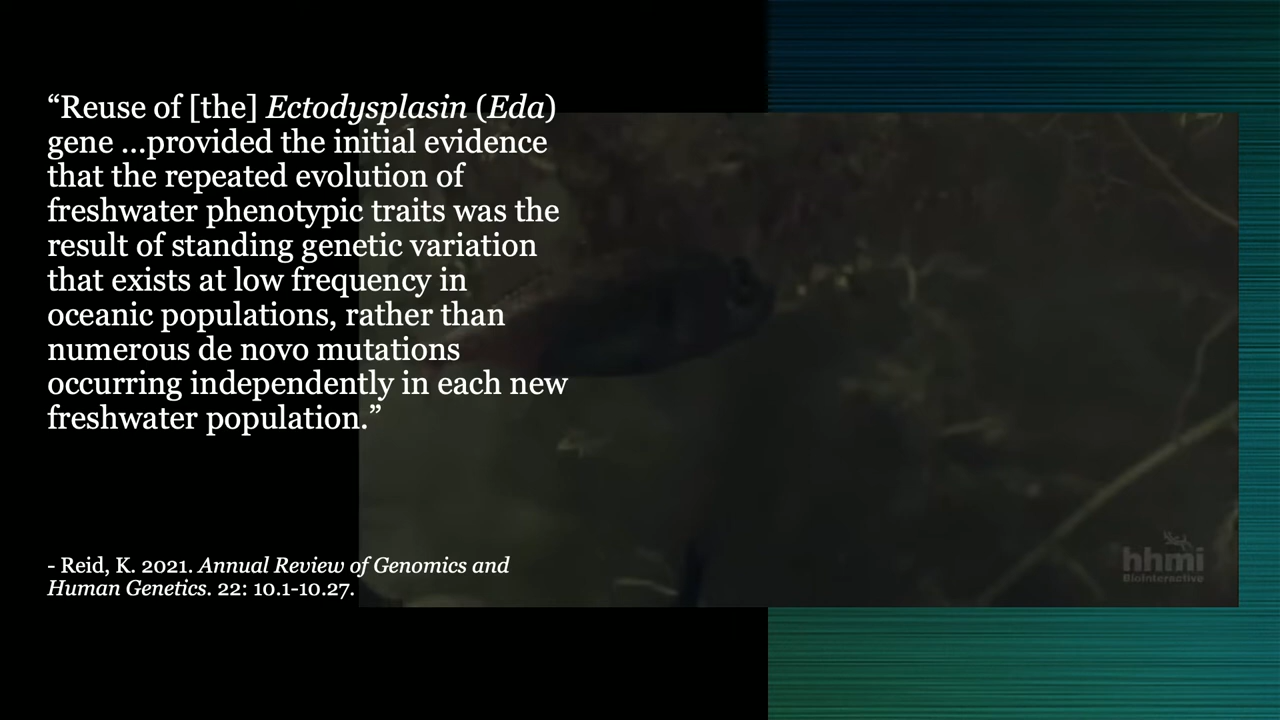 “Reuse of [the] Ectodysplasin (Eda)
gene ...provided the initial evidence
that the repeated evolution of
freshwater phenotypic traits was the
result of standing genetic variation
that exists at low frequency in
oceanic populations, rather than
numerous de novo mutations
occurring independently in each new
freshwater population.”
- Reid, K. 2021. Annual Review of Genomics and
Human Genetics. 22: 10.1-10.27.
hhmi
BioInteractive